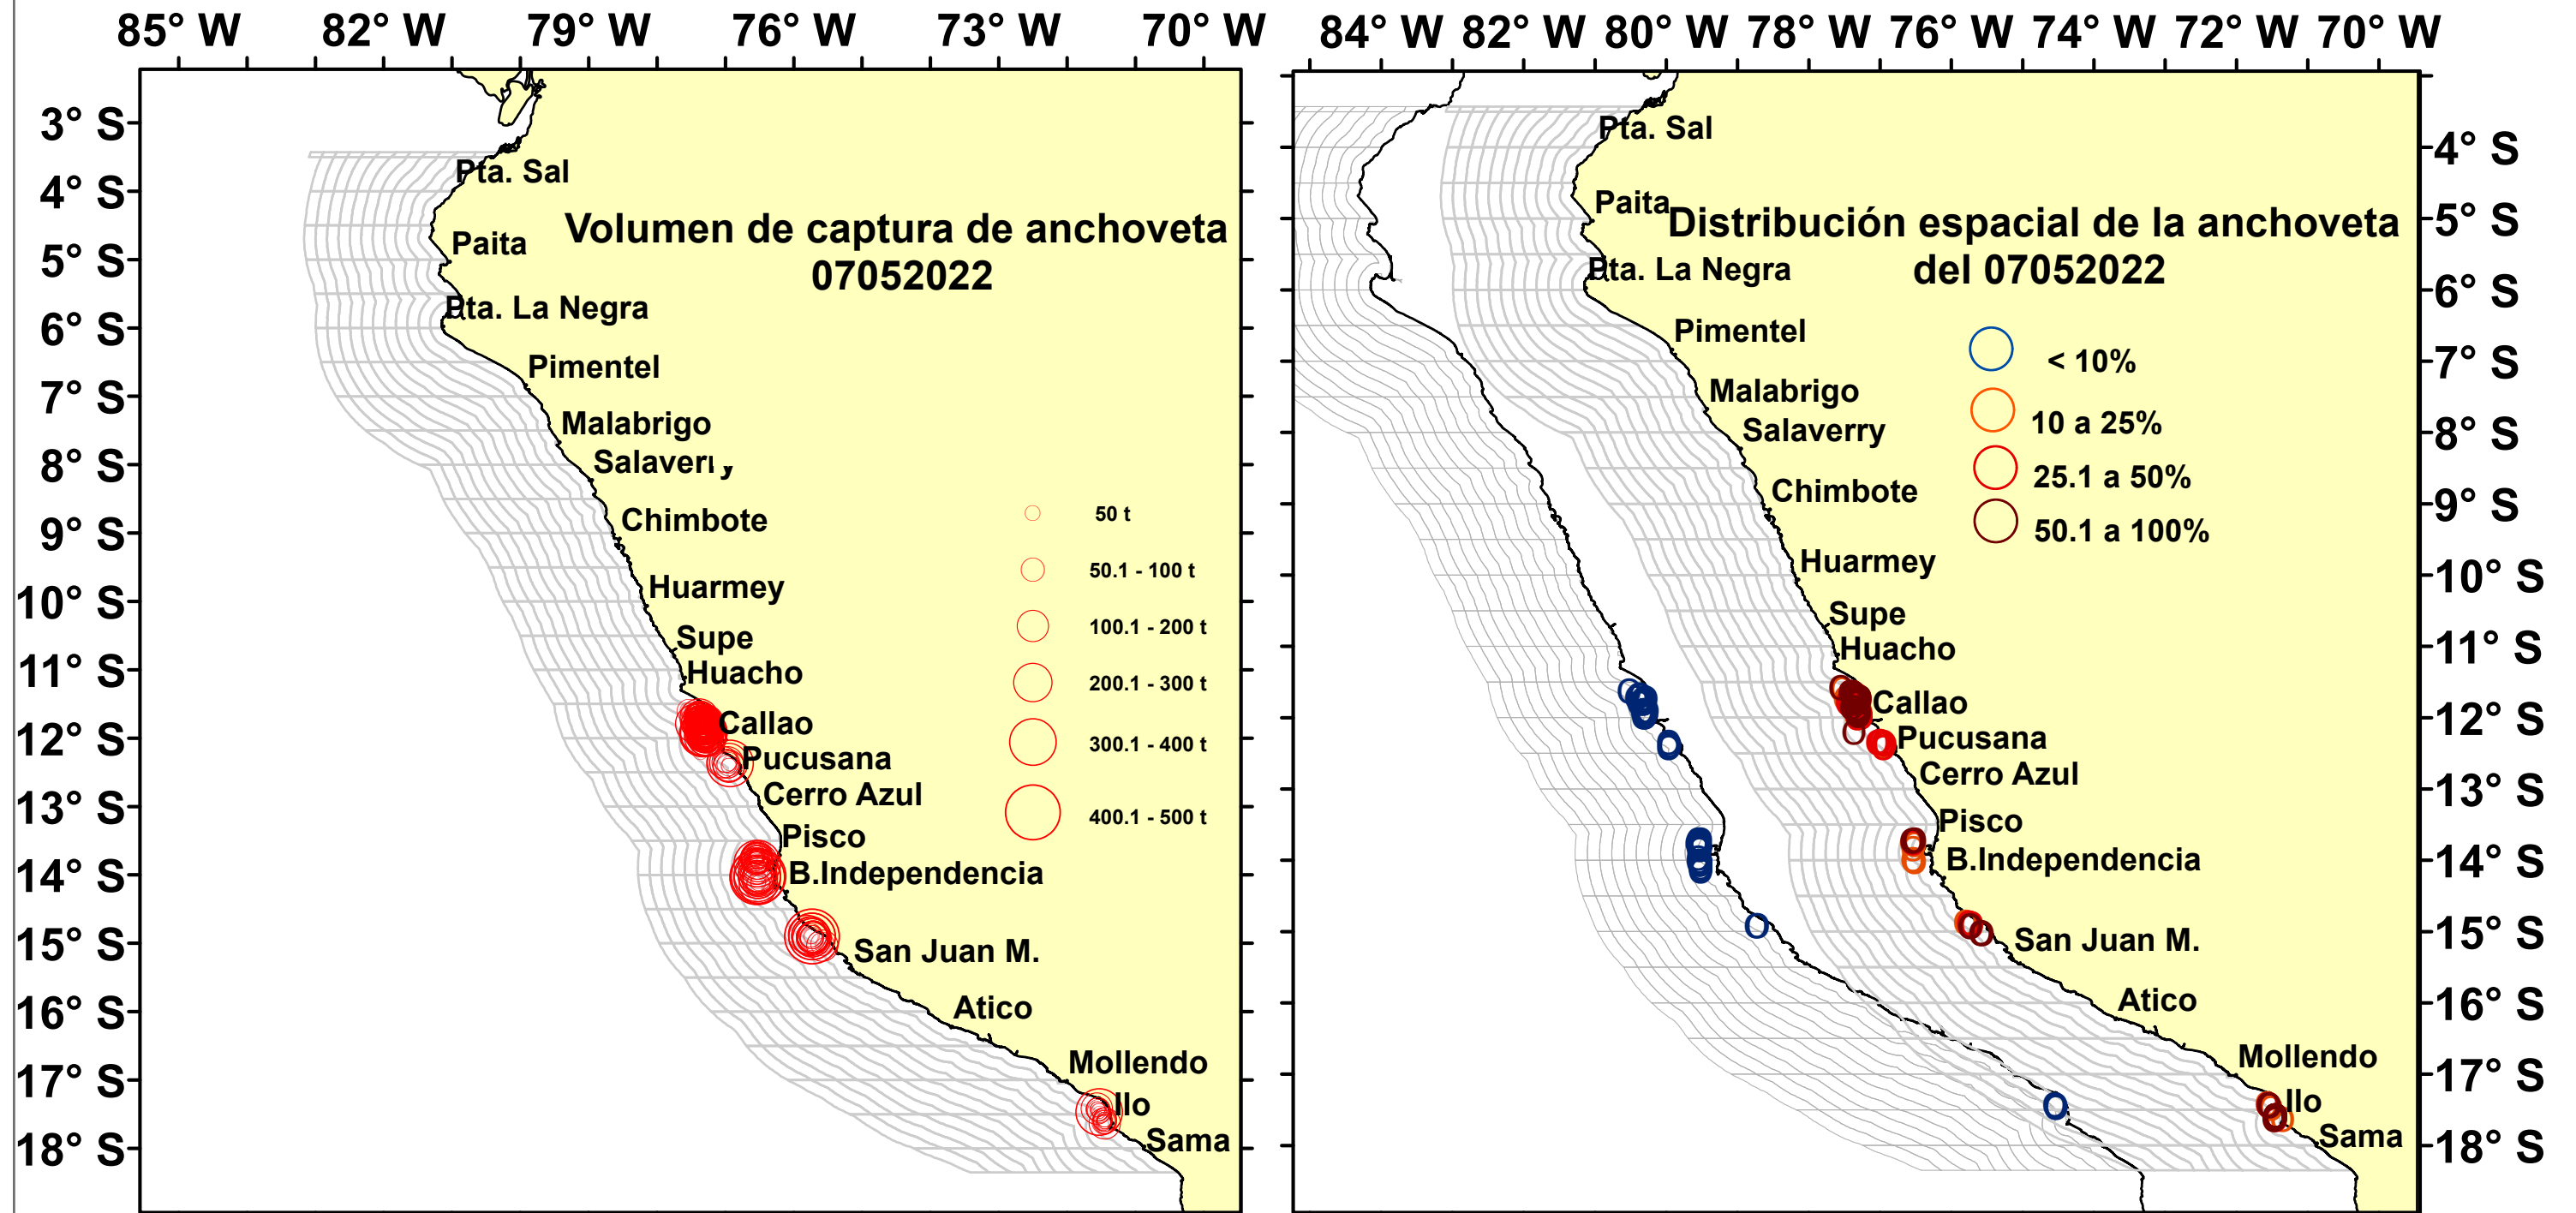 85° W 82° W 79° W 76° W 73° W 70° W
3° S
4° S
5° S
6° S
7° S
8° S
9° S
10° S
11° S
12° S
13° S
14° S
15° S
16° S
17° S
18° S
Volumen de captura de anchoveta
07052022
Pta. Sal
Paita
Pta. La Negra
Pimentel
Malabrigo
Salaverry
Chimbote
Huarmey
Supe
Huacho
Callao
Pucusana
Cerro Azul
Pisco
B.Independencia
San Juan M.
Atico
Mollendo
Ilo
Sama
50 t
50.1 - 100 t
100.1 - 200 t
200.1 - 300 t
300.1 - 400 t
400.1 - 500 t
84° W 82° W 80° W 78° W 76° W 74° W 72° W 70° W
Distribución espacial de la anchoveta
del 07052022
Pta. Sal
Paita
Pta. La Negra
Pimentel
Malabrigo
Salaverry
Chimbote
Huarmey
Supe
Huacho
Callao
Pucusana
Cerro Azul
Pisco
B.Independencia
San Juan M.
Atico
Mollendo
Ilo
Sama
< 10%
10 a 25%
25.1 a 50%
50.1 a 100%
4° S
5° S
6° S
7° S
8° S
9° S
10° S
11° S
12° S
13° S
14° S
15° S
16° S
17° S
18° S